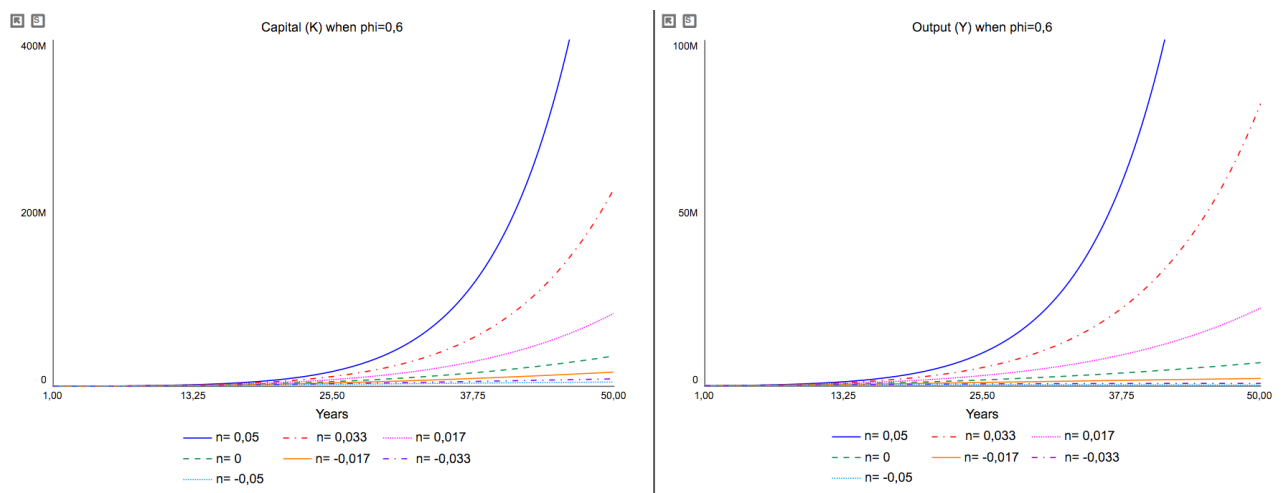 S
Capital (K) when phi=0,6
400M
200M
0
1,00 13,25 25,50 37,75 50,00
Years
n= 0,05 n= 0,033 n= 0,017
n= 0 n= -0,017 n= -0,033
n= -0,05
S
Output (Y) when phi=0,6
100M
50M
0
1,00 13,25 25,50 37,75 50,00
Years
n= 0,05 n= 0,033 n= 0,017
n= 0 n= -0,017 n= -0,033
n= -0,05